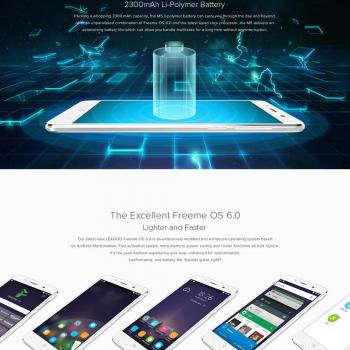 2300mAh Li-Polymer Battery
Packing a whopping 2300 mAh capacity, the M5 li-polymer battery can carry you through the day and beyond.
With an unparalleled combination of Freeme OS 6.0 and the latest Quad core processor, the M5 delivers an
astonishing battery life which can allow you handle multitasks for a long time without any interruption.
The Excellent Freeme OS 6.0
Lighter and Faster
Our latest new LEAGOO Freeme OS 6.0 is an extensively modified and enhanced operating system based
on Android Marshmallow. Fast activation speed, more memory, power saving and cooler functions all built right in.
It's the pure Android experience you love, enhanced for customization,
performance, and battery life. Sounds great, right?
8:26